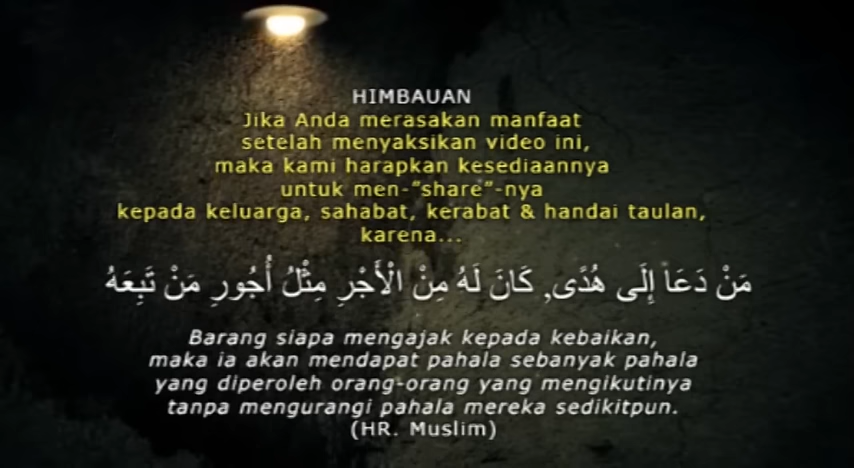 HIMBAUAN
Jika Anda merasakan manfaat
setelah menyaksikan video ini,
maka kami harapkan kesediaannya
untuk men-"share"-nya
kepada keluarga, sahabat, kerabat & handai taulan,
karena...
مَنْ دَعَاً إِلَى هُدًى, كَانَ لَهُ مِنْ الْأَجْرِ مِثْلُ أُجُورِ مَنْ تَبِعَهُ
Barang siapa mengajak kepada kebaikan,
maka ia akan mendapat pahala sebanyak pahala
yang diperoleh orang-orang yang mengikutinya
tanpa mengurangi pahala mereka sedikitpun.
(HR. Muslim)